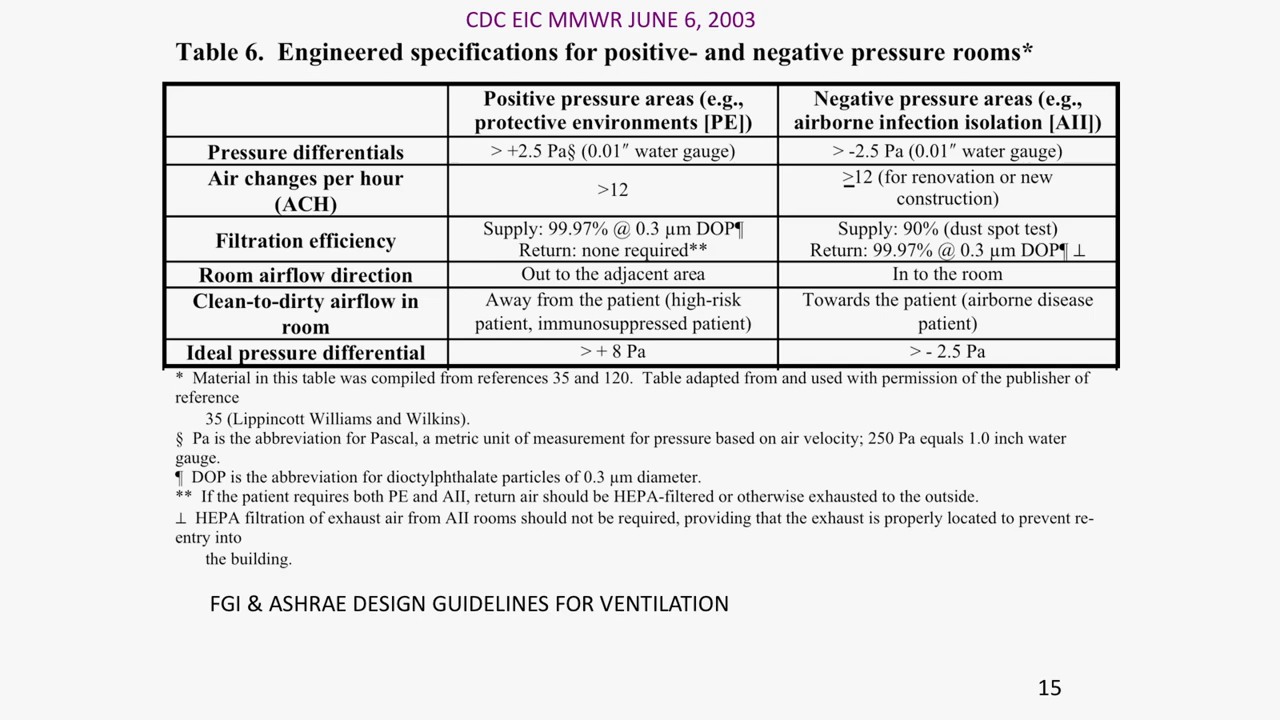 CDC EIC MMWR JUNE 6, 2003
Table 6. Engineered specifications for positive- and negative pressure rooms*
Positive pressure areas (e.g., protective environments [PE])
Negative pressure areas (e.g., airborne infection isolation [AII])
Pressure differentials
> +2.5 Pa§ (0.01″ water gauge)
> -2.5 Pa (0.01″ water gauge)
Air changes per hour (ACH)
>12
≥12 (for renovation or new construction)
Filtration efficiency
Supply: 99.97% @ 0.3 µm DOP¶
Return: none required**
Supply: 90% (dust spot test)
Return: 99.97% @ 0.3 µm DOP¶ ⊥
Room airflow direction
Out to the adjacent area
In to the room
Clean-to-dirty airflow in room
Away from the patient (high-risk patient, immunosuppressed patient)
Towards the patient (airborne disease patient)
Ideal pressure differential
> + 8 Pa
> - 2.5 Pa
* Material in this table was compiled from references 35 and 120. Table adapted from and used with permission of the publisher of
reference
35 (Lippincott Williams and Wilkins).
§ Pa is the abbreviation for Pascal, a metric unit of measurement for pressure based on air velocity; 250 Pa equals 1.0 inch water
gauge.
¶ DOP is the abbreviation for dioctylphthalate particles of 0.3 µm diameter.
** If the patient requires both PE and AII, return air should be HEPA-filtered or otherwise exhausted to the outside.
⊥ HEPA filtration of exhaust air from AII rooms should not be required, providing that the exhaust is properly located to prevent re-
entry into
the building.
FGI & ASHRAE DESIGN GUIDELINES FOR VENTILATION
15